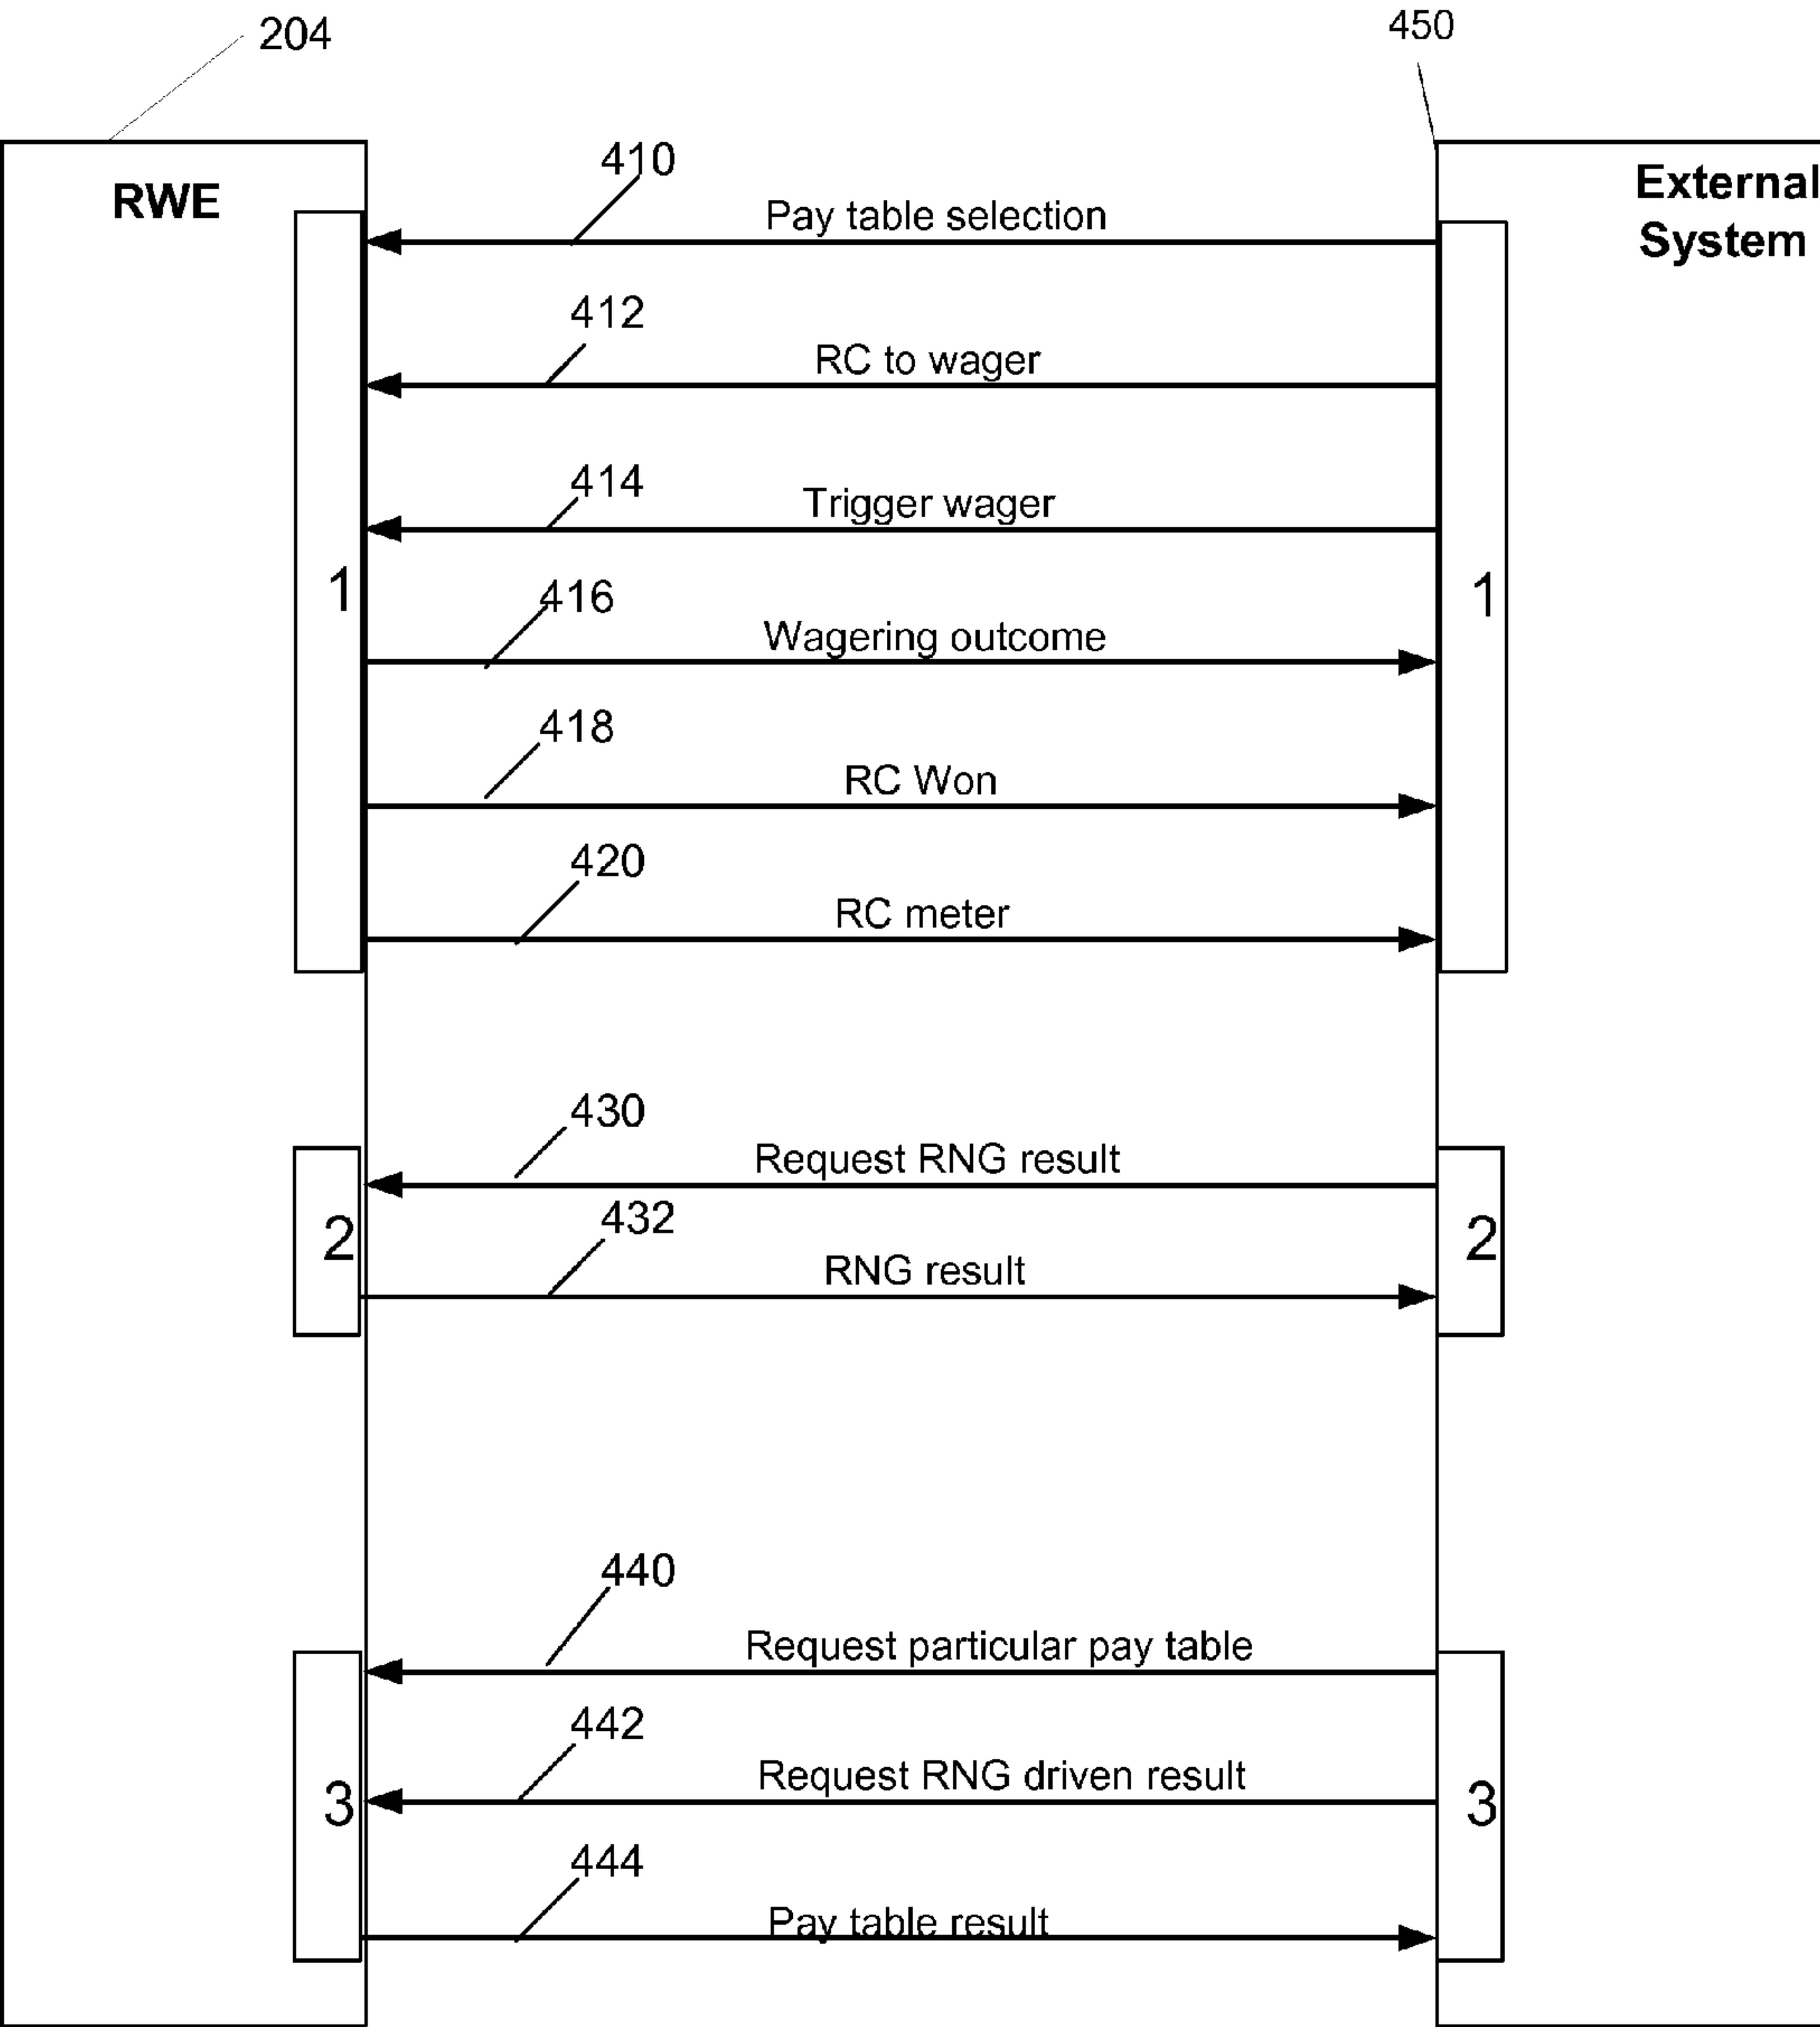 204
450
RWE
External
System
410
Pay table selection
412
RC to wager
414
Trigger wager
1
1
416
Wagering outcome
418
RC Won
420
RC meter
430
Request RNG result
2
2
432
RNG result
440
Request particular pay table
442
Request RNG driven result
3
3
444
Pay table result